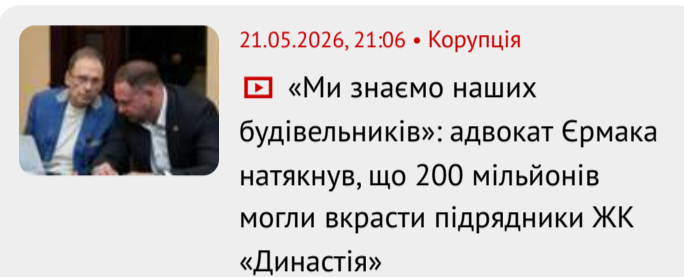 21.05.2026, 21:06 • Корупція
«Ми знаємо наших
будівельників»: адвокат Єрмака
натякнув, що 200 мільйонів
могли вкрасти підрядники ЖК
«Династія»